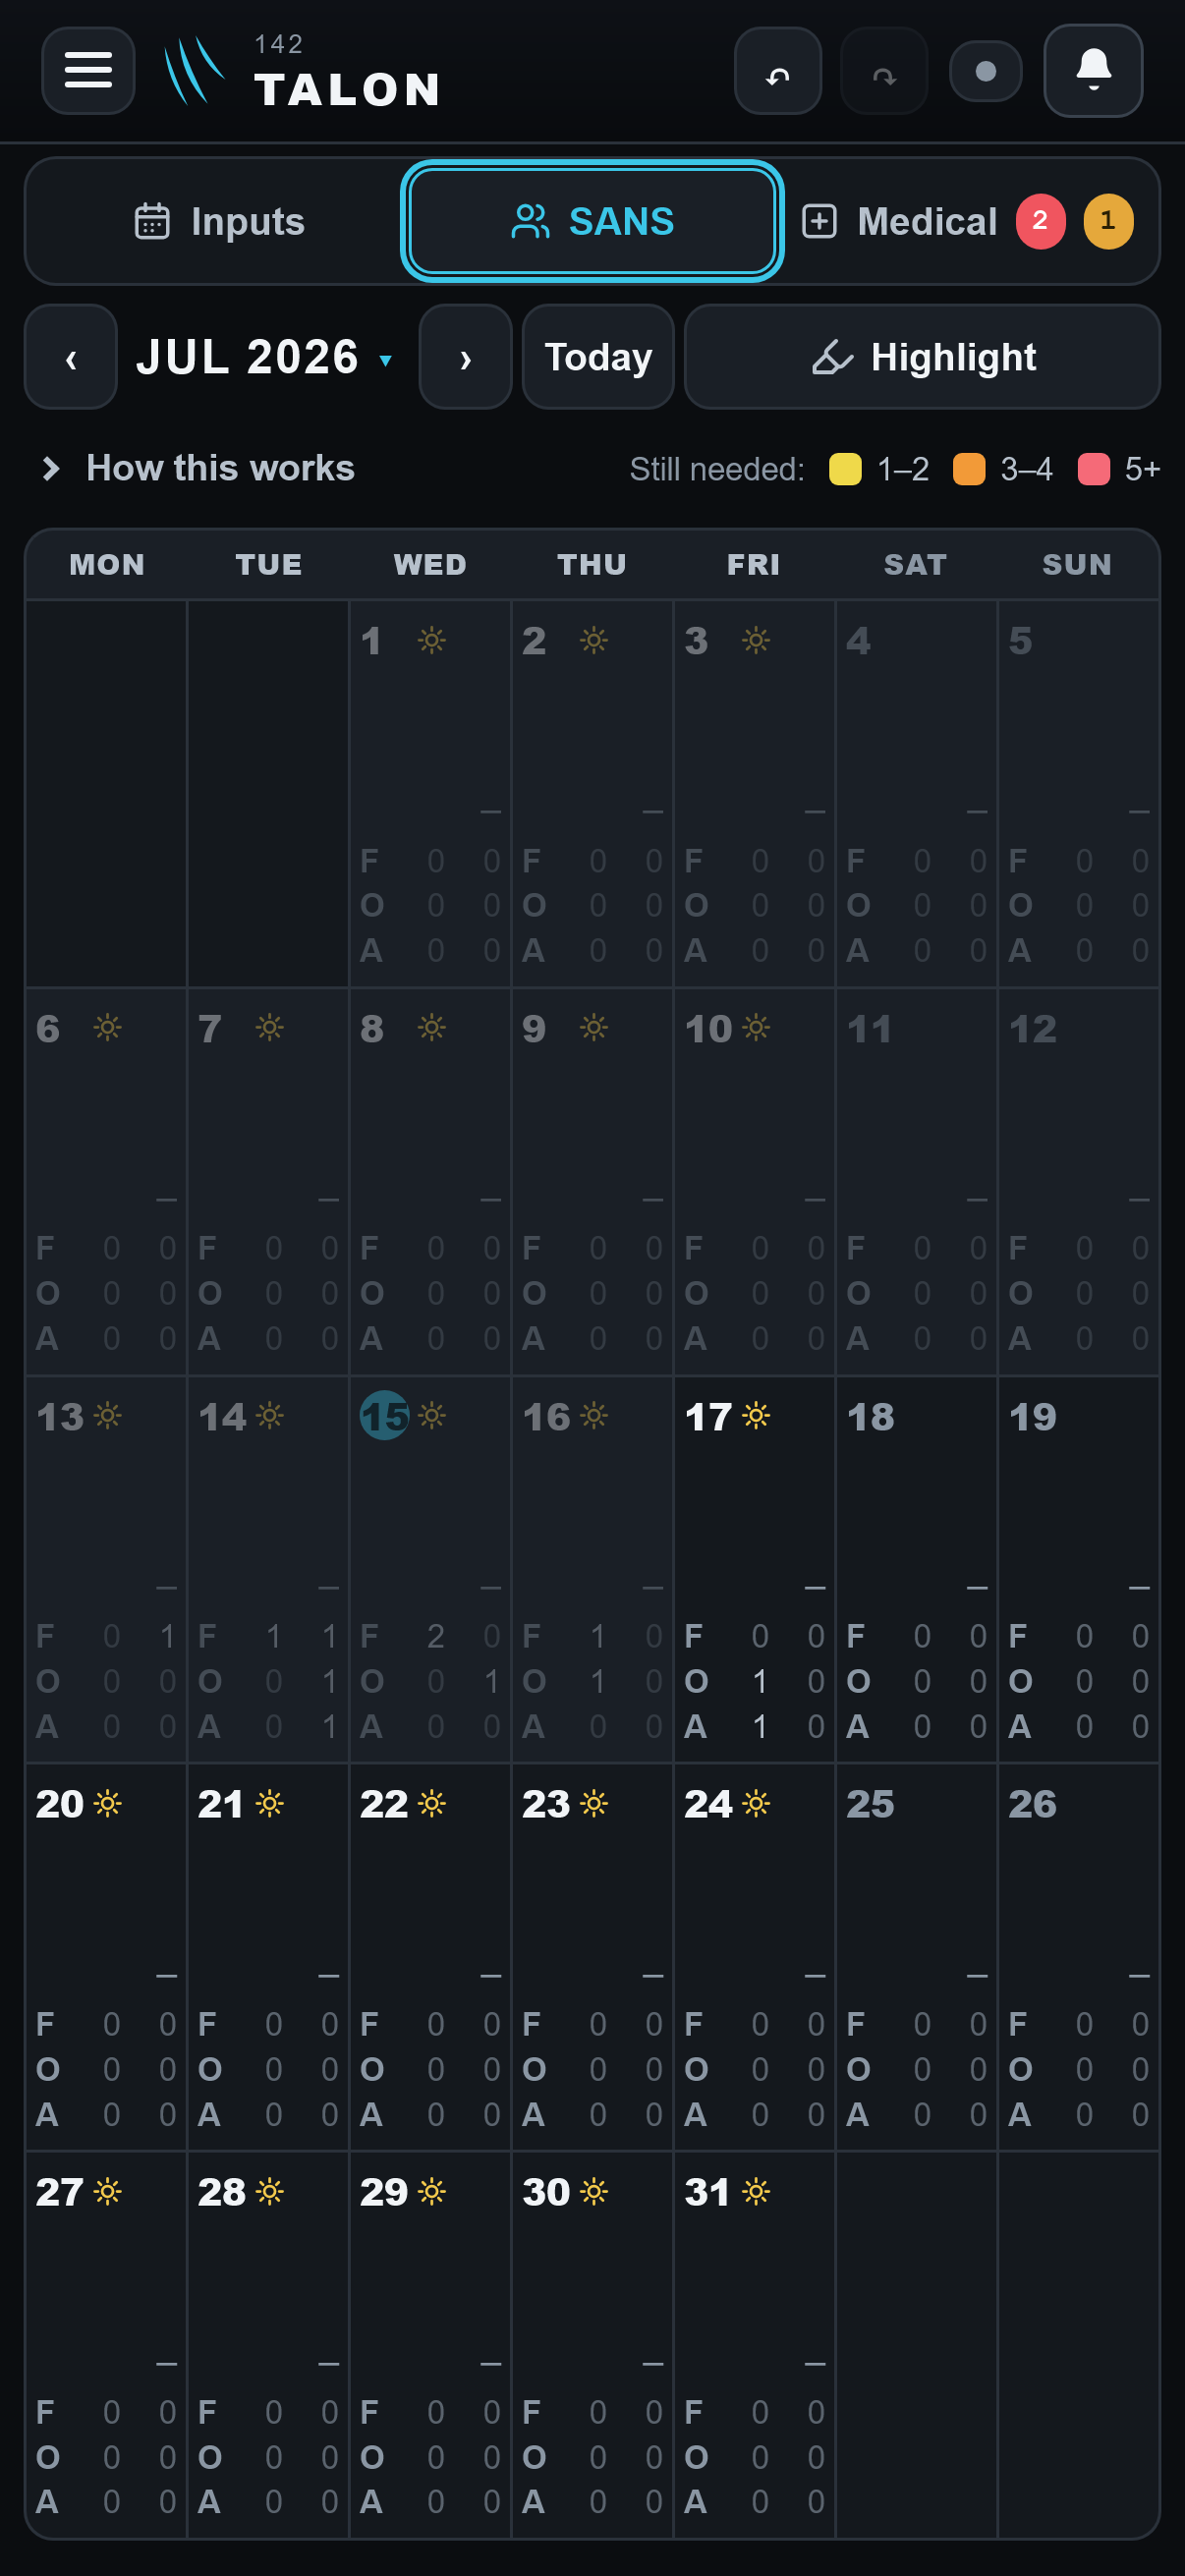 142
TALON
Inputs SANS Medical 2 1
‹ JUL 2026 ▾ › Today Highlight
How this works Still needed: 1–2 3–4 5+
MON TUE WED THU FRI SAT SUN
1 2 3 4 5
– – – – –
F 0 0 F 0 0 F 0 0 F 0 0 F 0 0
O 0 0 O 0 0 O 0 0 O 0 0 O 0 0
A 0 0 A 0 0 A 0 0 A 0 0 A 0 0
6 7 8 9 10 11 12
– – – – – – –
F 0 0 F 0 0 F 0 0 F 0 0 F 0 0 F 0 0 F 0 0
O 0 0 O 0 0 O 0 0 O 0 0 O 0 0 O 0 0 O 0 0
A 0 0 A 0 0 A 0 0 A 0 0 A 0 0 A 0 0 A 0 0
13 14 15 16 17 18 19
– – – – – – –
F 0 1 F 1 1 F 2 0 F 1 0 F 0 0 F 0 0 F 0 0
O 0 0 O 0 1 O 0 1 O 1 0 O 1 0 O 0 0 O 0 0
A 0 0 A 0 1 A 0 0 A 0 0 A 1 0 A 0 0 A 0 0
20 21 22 23 24 25 26
– – – – – – –
F 0 0 F 0 0 F 0 0 F 0 0 F 0 0 F 0 0 F 0 0
O 0 0 O 0 0 O 0 0 O 0 0 O 0 0 O 0 0 O 0 0
A 0 0 A 0 0 A 0 0 A 0 0 A 0 0 A 0 0 A 0 0
27 28 29 30 31
– – – – –
F 0 0 F 0 0 F 0 0 F 0 0 F 0 0
O 0 0 O 0 0 O 0 0 O 0 0 O 0 0
A 0 0 A 0 0 A 0 0 A 0 0 A 0 0